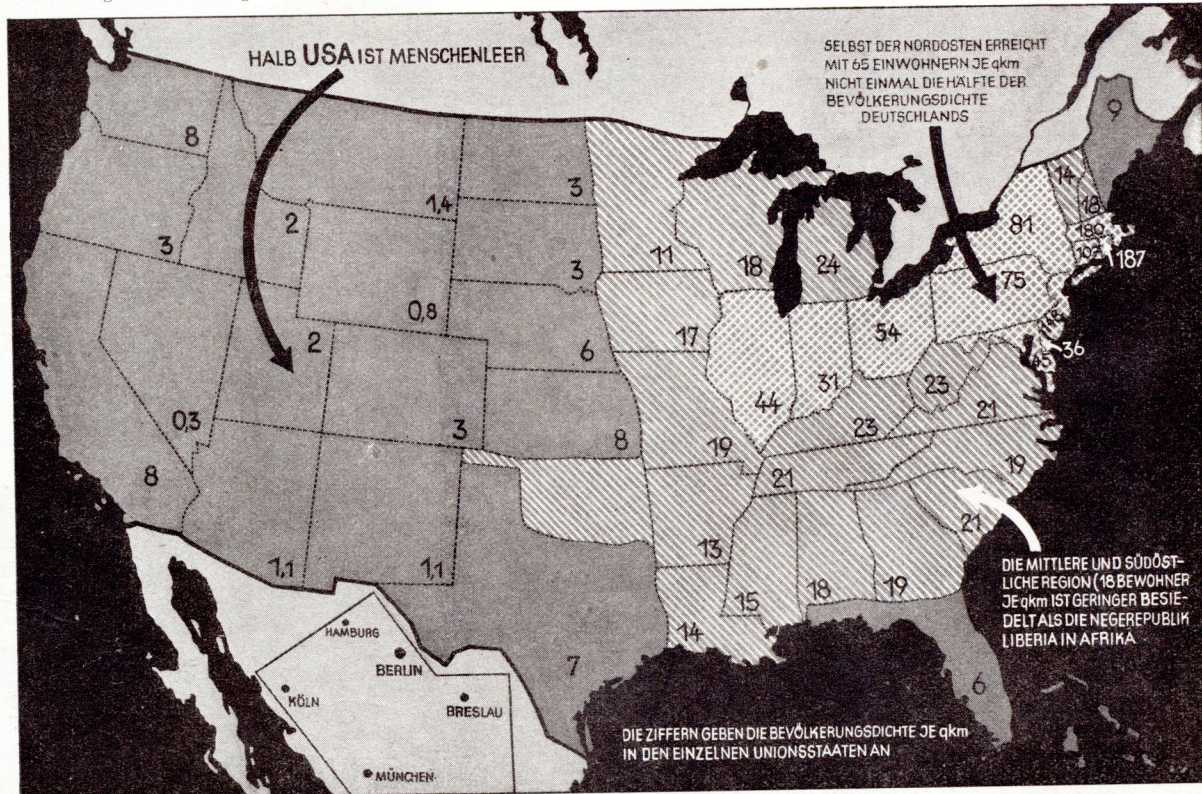 HALB USA IST MENSCHENLEER
SELBST DER NORDOSTEN ERREICHT
MIT 65 EINWOHNERN JE qkm
NICHT EINMAL DIE HÄLFTE DER
BEVÖLKERUNGSDICHTE
DEUTSCHLANDS
9
8
3
14
18
1,4
2
81
180
3
11
18
24
107
187
3
75
0,8
17
54
148
2
6
36
45
31
23
44
23
21
0,3
3
8
19
19
8
21
21
13
1,1
1,1
18
19
15
14
DIE MITTLERE UND SÜDÖST-
LICHE REGION (18 BEWOHNER
JE qkm IST GERINGER BESIE-
DELT ALS DIE NEGEREPUBLIK
LIBERIA IN AFRIKA
HAMBURG
BERLIN
KÖLN
BRESLAU
7
6
DIE ZIFFERN GEBEN DIE BEVÖLKERUNGSDICHTE JE qkm
IN DEN EINZELNEN UNIONSSTAATEN AN
MÜNCHEN